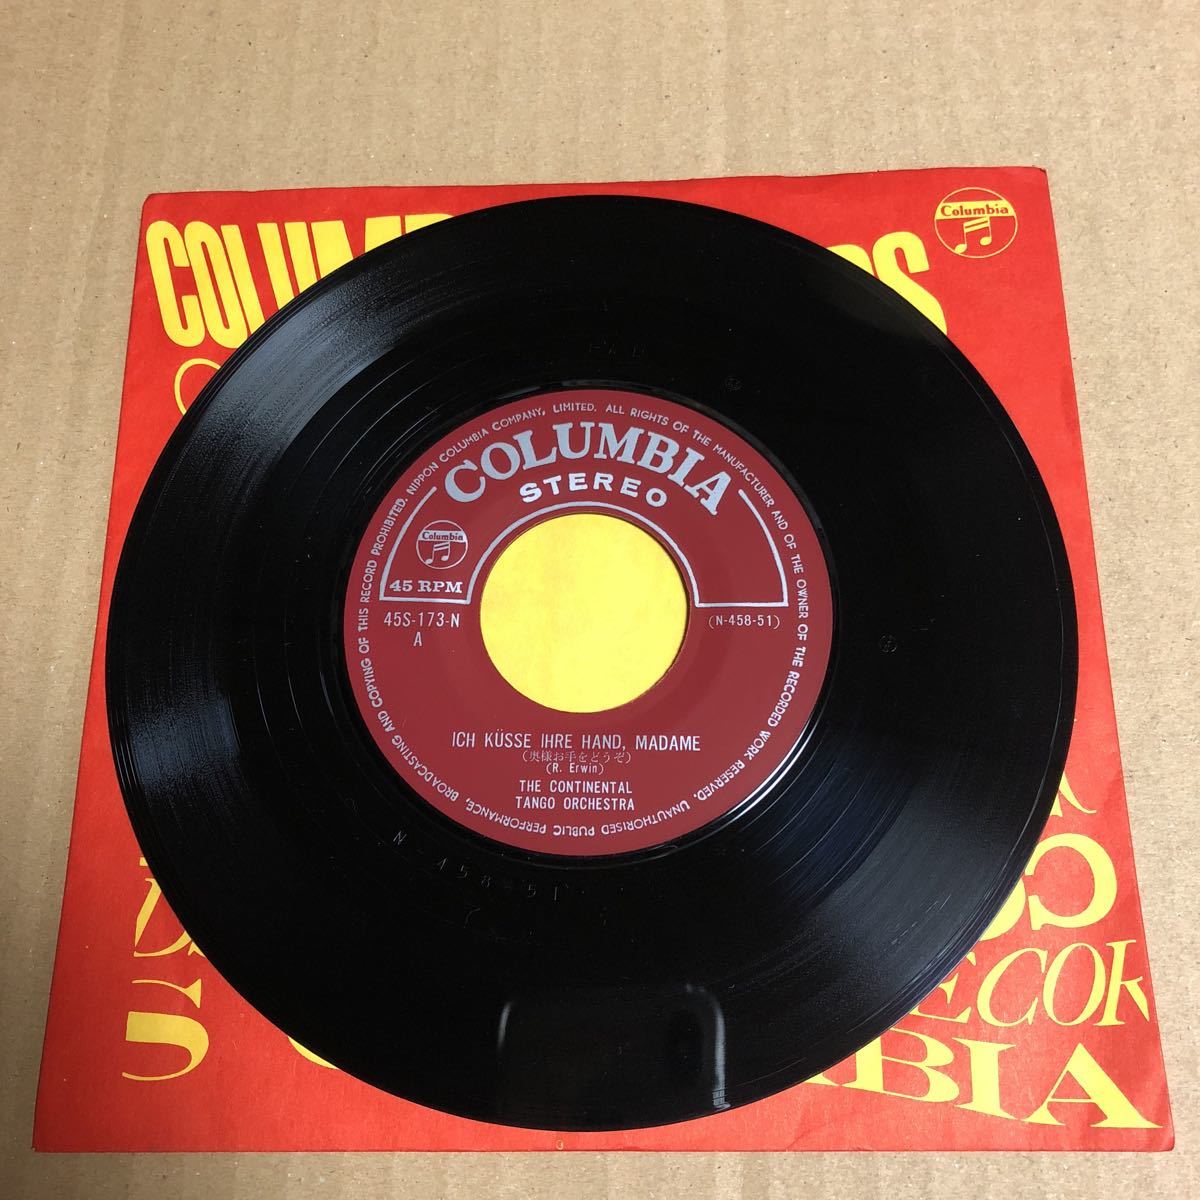 Columbia
COLUMBIA
STEREO
Columbia
45 RPM
45S-173-N
A
(N-458-51)
ICH KÜSSE IHRE HAND, MADAME
(奥様お手をどうぞ)
(R. Erwin)
THE CONTINENTAL
TANGO ORCHESTRA
NIPPON COLUMBIA COMPANY, LIMITED. ALL RIGHTS OF THE MANUFACTURER AND OF THE OWNER OF THE RECORDED WORK RESERVED. UNAUTHORISED PUBLIC PERFORMANCE, BROADCASTING AND COPYING OF THIS RECORD PROHIBITED.
N-458-51